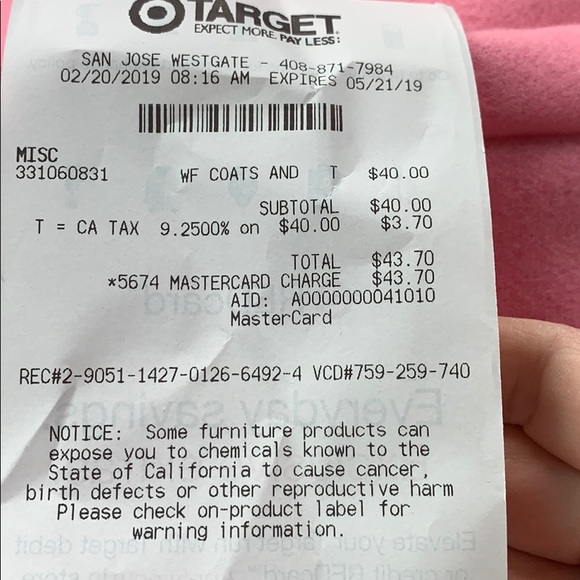 TARGET
EXPECT MORE. PAY LESS:
SAN JOSE WESTGATE - 408-871-7984
02/20/2019 08:16 AM EXPIRES 05/21/19
MISC
331060831 WF COATS AND T $40.00
SUBTOTAL $40.00
T = CA TAX 9.2500% on $40.00 $3.70
TOTAL $43.70
*5674 MASTERCARD CHARGE $43.70
AID: A0000000041010
MasterCard
REC#2-9051-1427-0126-6492-4 VCD#759-259-740
NOTICE: Some furniture products can
expose you to chemicals known to the
State of California to cause cancer,
birth defects or other reproductive harm
Please check on-product label for
warning information.